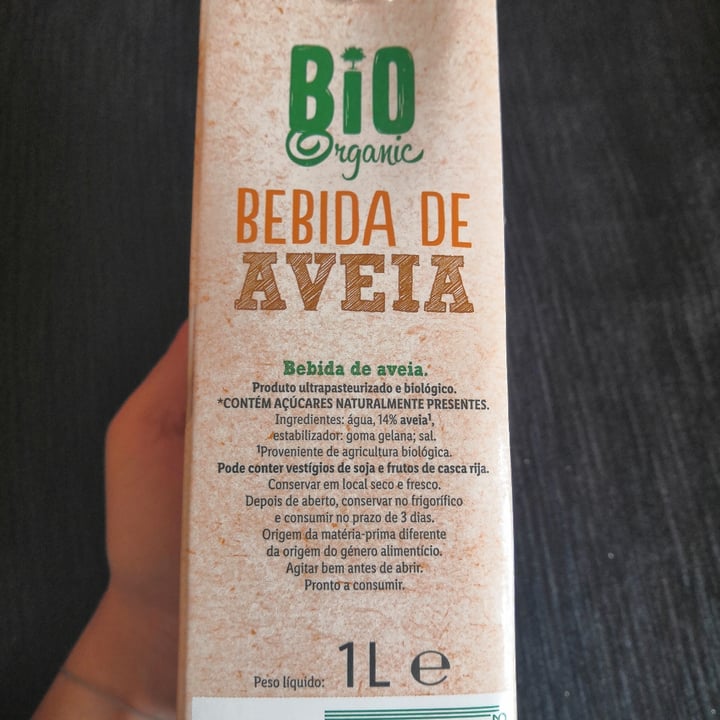 BiO
Organic
BEBIDA DE
AVEIA
Bebida de aveia.
Produto ultrapasteurizado e biológico.
*CONTÉM AÇÚCARES NATURALMENTE PRESENTES.
Ingredientes: água, 14% aveia¹,
estabilizador: goma gelana; sal.
¹Proveniente de agricultura biológica.
Pode conter vestígios de soja e frutos de casca rija.
Conservar em local seco e fresco.
Depois de aberto, conservar no frigorífico
e consumir no prazo de 3 dias.
Origem da matéria-prima diferente
da origem do género alimentício.
Agitar bem antes de abrir.
Pronto a consumir.
Peso líquido: 1L e